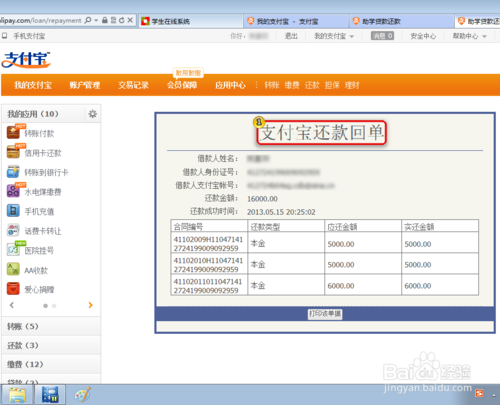 alipay.com/loan/repayment
学生在线系统
我的支付宝 - 支付宝
助学贷款还款
助学贷款还
手机支付宝
你好，
退出
我的支付宝
消息 0
安全中心
帮助中心
支付宝
我的支付宝
账户管理
交易记录
会员保障
应用中心
转账 缴费 还款 担保 理财
我的应用（10）
转账付款
信用卡还款
转账到银行卡
水电煤缴费
手机充值
话费卡转让
医院挂号
AA收款
爱心捐赠
转账（5）
还款（3）
缴费（12）
支付宝还款回单
借款人姓名：
借款人身份证号：
借款人支付宝帐号：
还款金额： 16000.00
还款成功时间： 2013.05.15 20:25:02
合同编号 还款类型 应还金额 实还金额
41102009H11047141
2724199009092959 本金 5000.00 5000.00
41102010H11047141
2724199009092959 本金 5000.00 5000.00
41102011011047141
2724199009092959 本金 6000.00 6000.00
打印该单据
Baidu 经验
jingyan.baidu.com